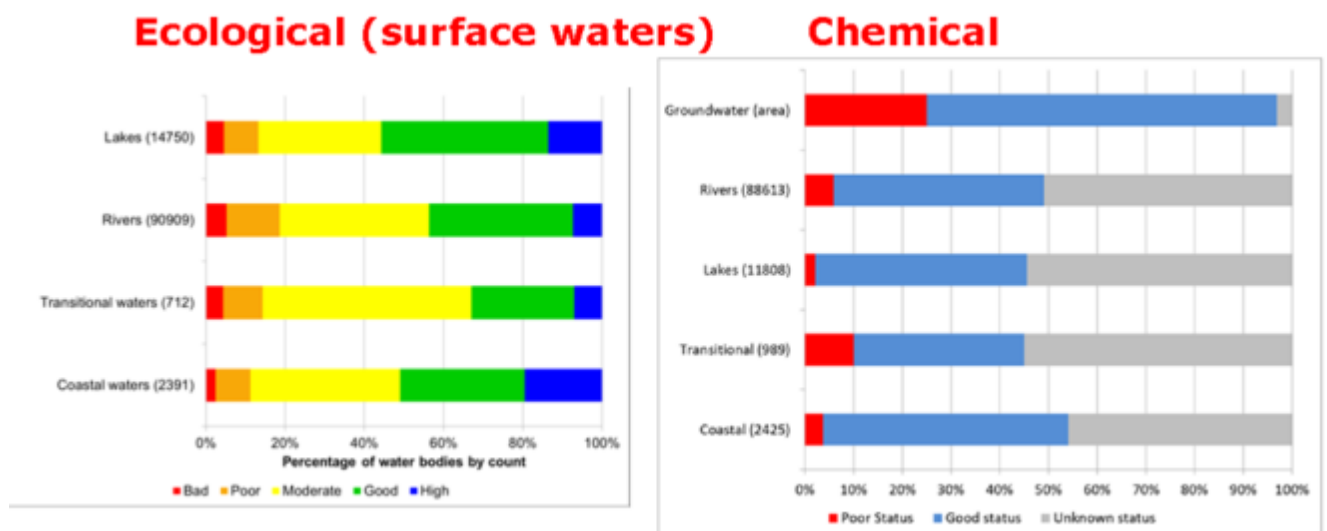 Ecological (surface waters)
Chemical
Lakes (14750)
Rivers (90909)
Transitional waters (712)
Coastal waters (2391)
0% 20% 40% 60% 80% 100%
Percentage of water bodies by count
Bad Poor Moderate Good High
Groundwater (area)
Rivers (88613)
Lakes (11808)
Transitional (989)
Coastal (2425)
0% 10% 20% 30% 40% 50% 60% 70% 80% 90% 100%
Poor Status Good status Unknown status